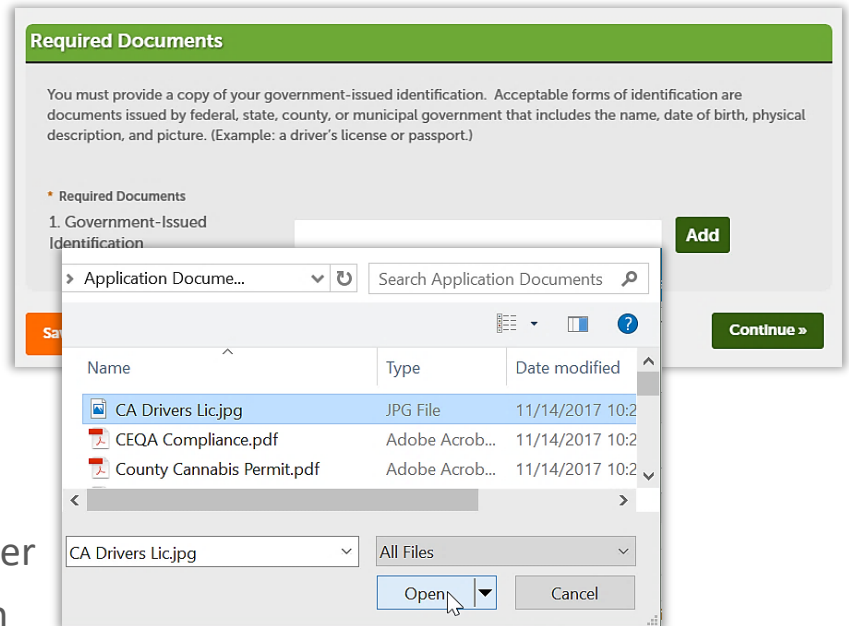 Required Documents
You must provide a copy of your government-issued identification. Acceptable forms of identification are
documents issued by federal, state, county, or municipal government that includes the name, date of birth, physical
description, and picture. (Example: a driver's license or passport.)
* Required Documents
1. Government-Issued
Identification
Add
> Application Docume...
Search Application Documents
?
Sa
Continue »
Name Type Date modified
CA Drivers Lic.jpg JPG File 11/14/2017 10:2
CEQA Compliance.pdf Adobe Acrob... 11/14/2017 10:2
County Cannabis Permit.pdf Adobe Acrob... 11/14/2017 10:2
er
CA Drivers Lic.jpg
All Files
Open
Cancel